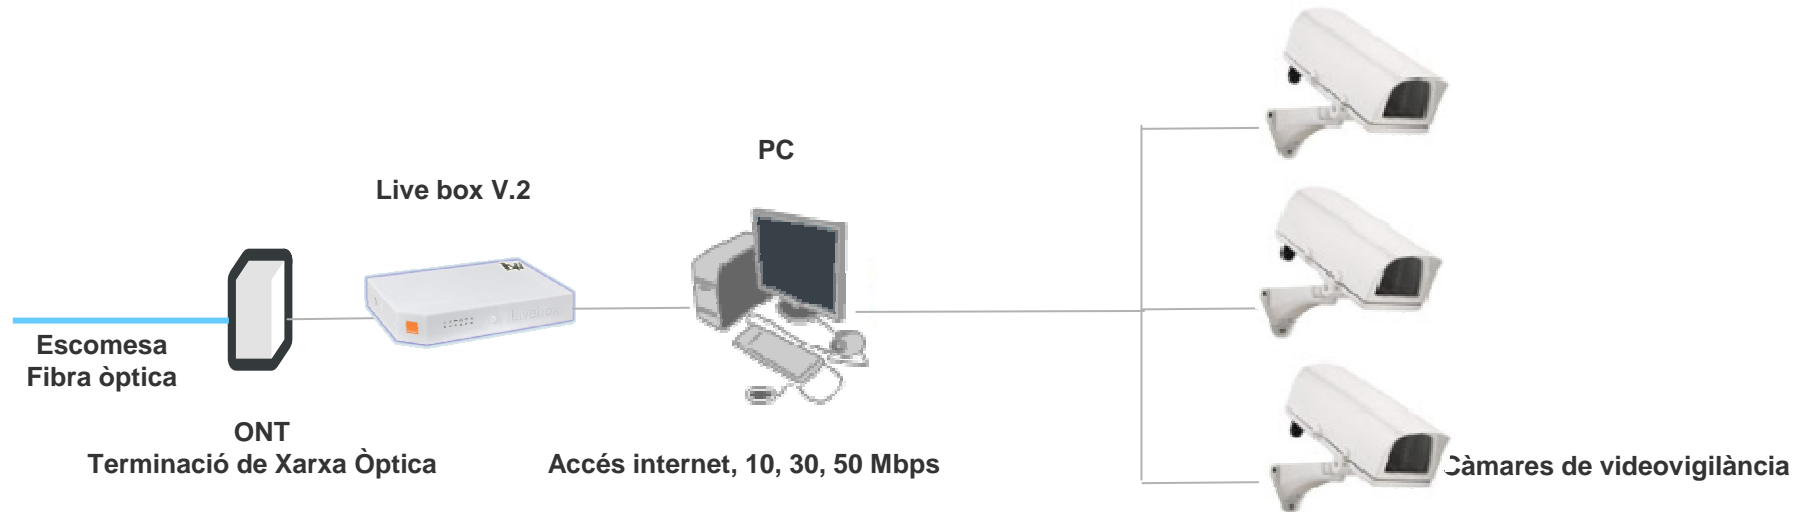 PC
Live box V.2
Livebox
Escomesa
Fibra òptica
ONT
Terminació de Xarxa Òptica
Accés internet, 10, 30, 50 Mbps
Càmares de videovigilància